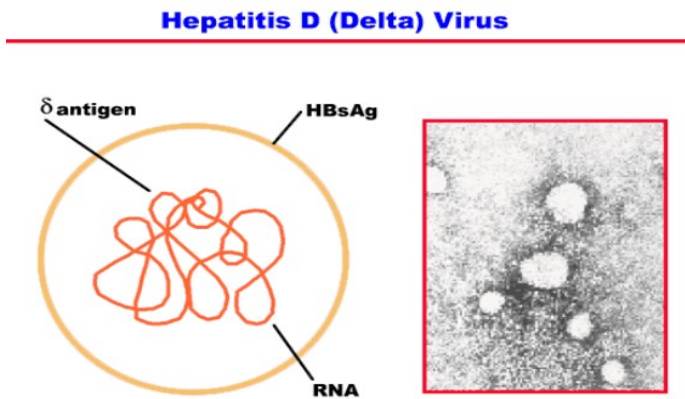 Hepatitis D (Delta) Virus
δ antigen
HBsAg
RNA